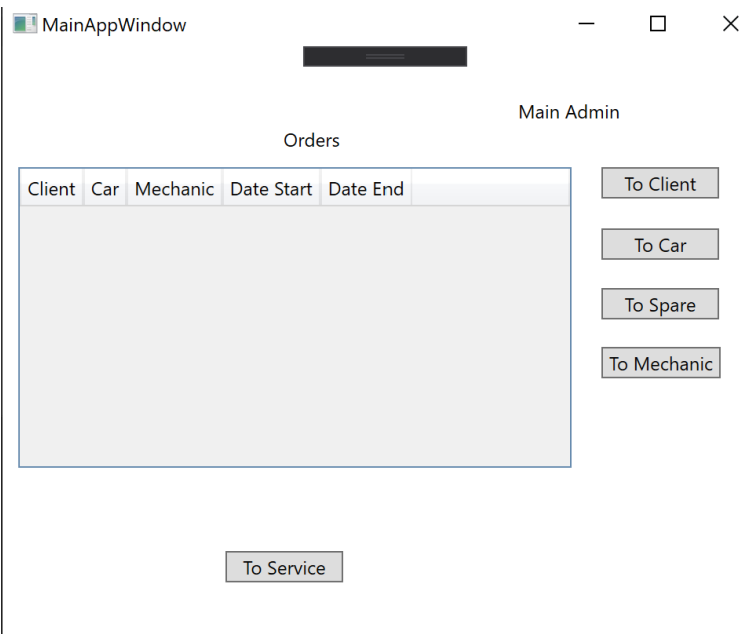 MainAppWindow
Main Admin
Orders
Client Car Mechanic Date Start Date End
To Client
To Car
To Spare
To Mechanic
To Service